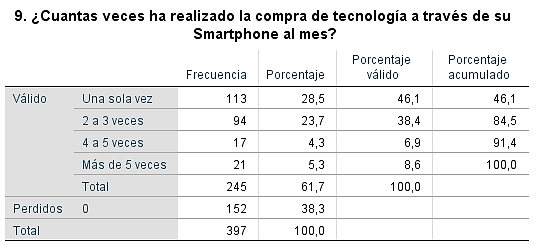 9. ¿Cuantas veces ha realizado la compra de tecnología a través de su
Smartphone al mes?
Frecuencia Porcentaje Porcentaje válido Porcentaje acumulado
Válido Una sola vez 113 28,5 46,1 46,1
2 a 3 veces 94 23,7 38,4 84,5
4 a 5 veces 17 4,3 6,9 91,4
Más de 5 veces 21 5,3 8,6 100,0
Total 245 61,7 100,0
Perdidos 0 152 38,3
Total 397 100,0